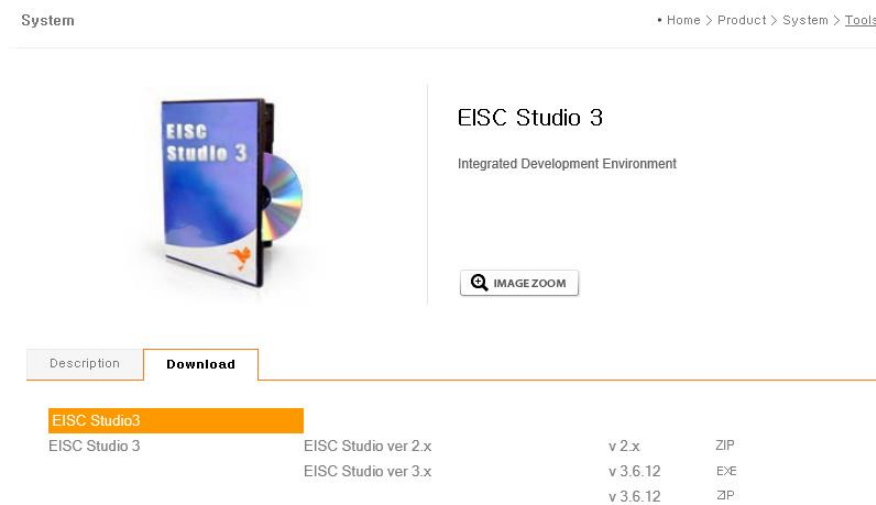 System
• Home > Product > System > Tools
EISC
Studio 3
EISC Studio 3
Integrated Development Environment
IMAGE ZOOM
Description
Download
EISC Studio3
EISC Studio 3 EISC Studio ver 2.x v 2.x ZIP
EISC Studio ver 3.x v 3.6.12 EXE
v 3.6.12 ZIP